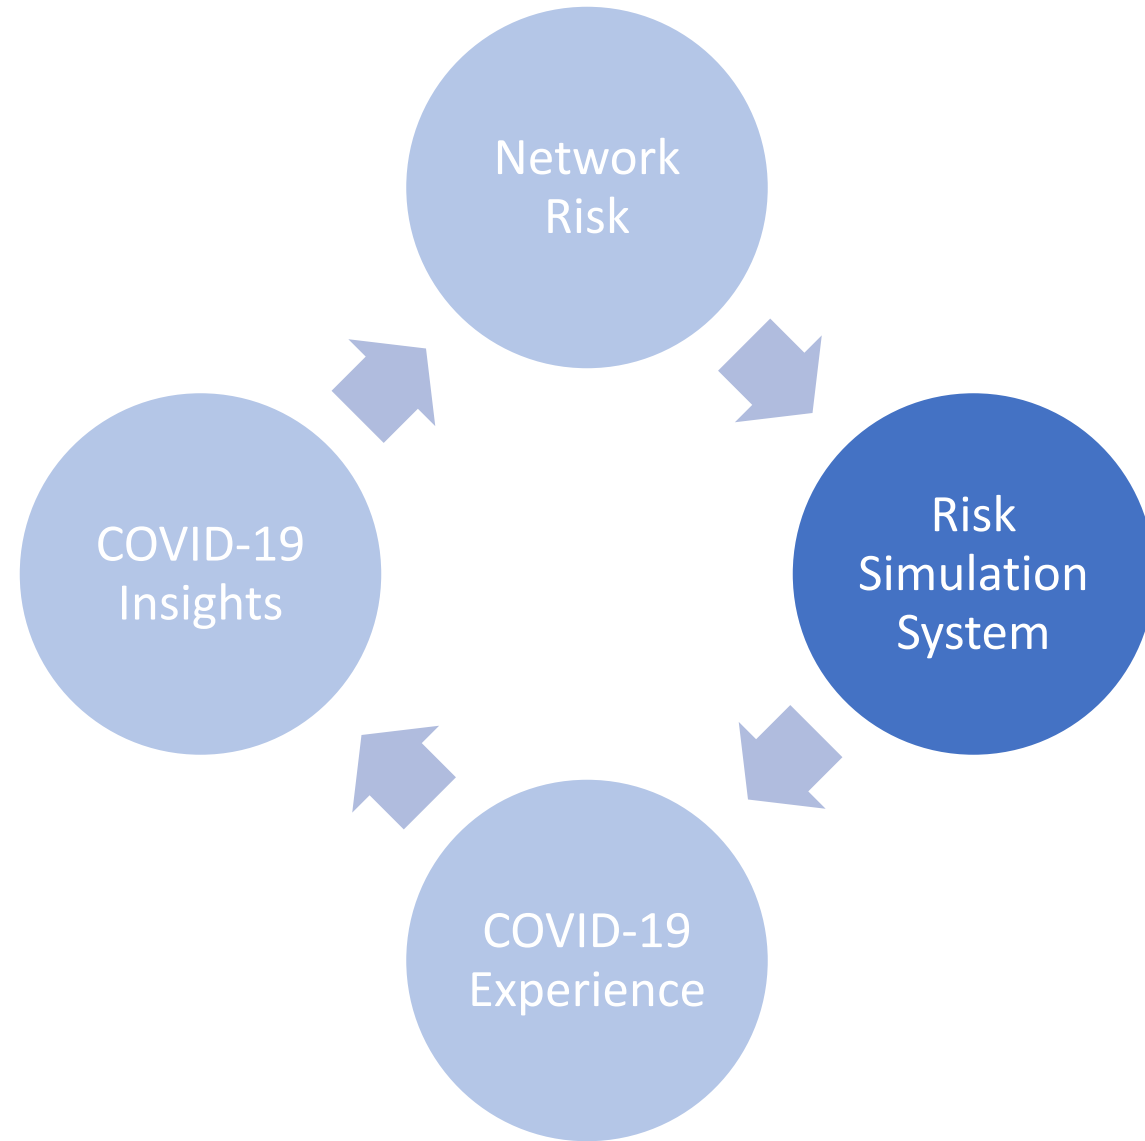 Network
Risk
Risk
Simulation
System
COVID-19
Experience
COVID-19
Insights